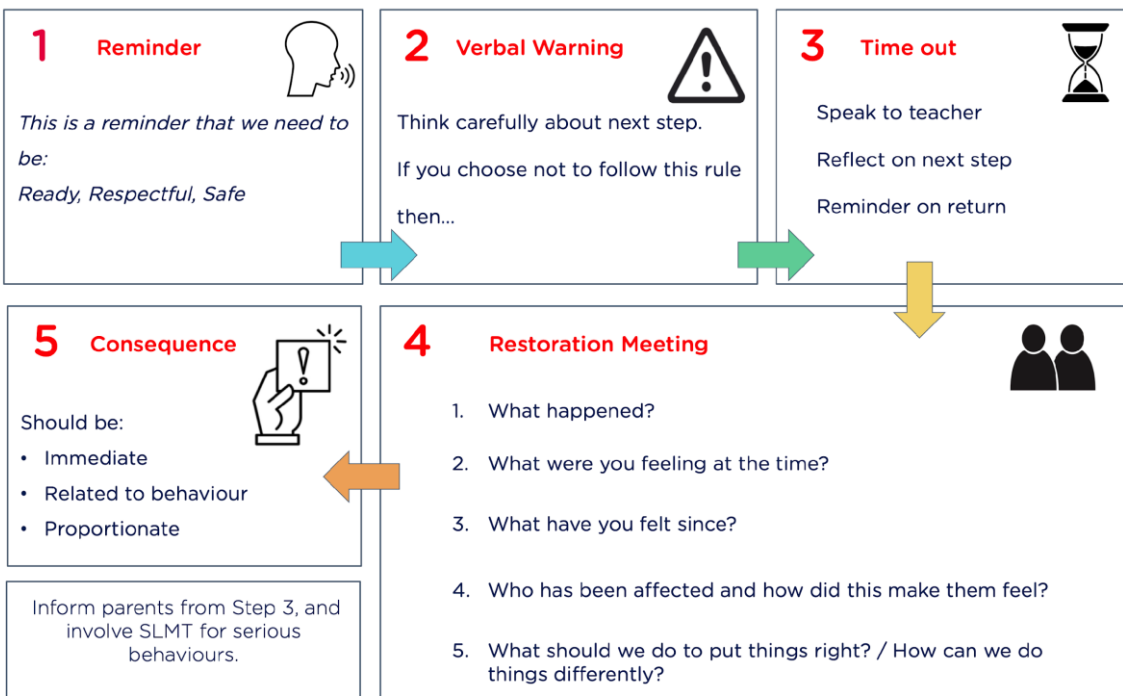 1 Reminder
This is a reminder that we need to
be:
Ready, Respectful, Safe
2 Verbal Warning
Think carefully about next step.
If you choose not to follow this rule
then...
3 Time out
Speak to teacher
Reflect on next step
Reminder on return
4 Restoration Meeting
1. What happened?
2. What were you feeling at the time?
3. What have you felt since?
4. Who has been affected and how did this make them feel?
5. What should we do to put things right? / How can we do
things differently?
5 Consequence
Should be:
• Immediate
• Related to behaviour
• Proportionate
Inform parents from Step 3, and
involve SLMT for serious
behaviours.